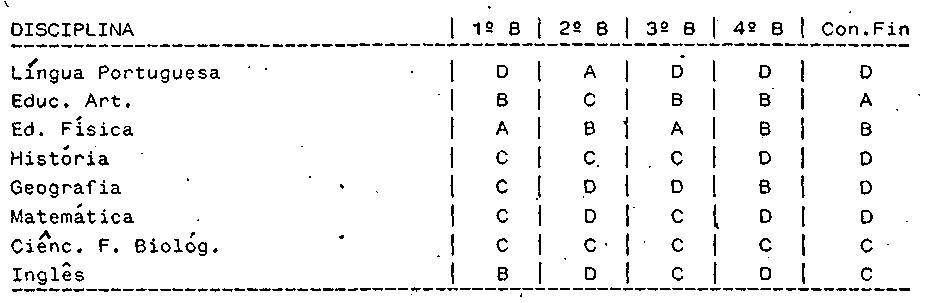 DISCIPLINA | 1º B | 2º B | 3º B | 4º B | Con.Fin
Língua Portuguesa | D | A | D | D | D
Educ. Art. | B | C | B | B | A
Ed. Física | A | B | A | B | B
História | C | C | C | D | D
Geografia | C | D | D | B | D
Matemática | C | D | C | D | D
Ciênc. F. Biológ. | C | C | C | C | C
Inglês | B | D | C | D | C